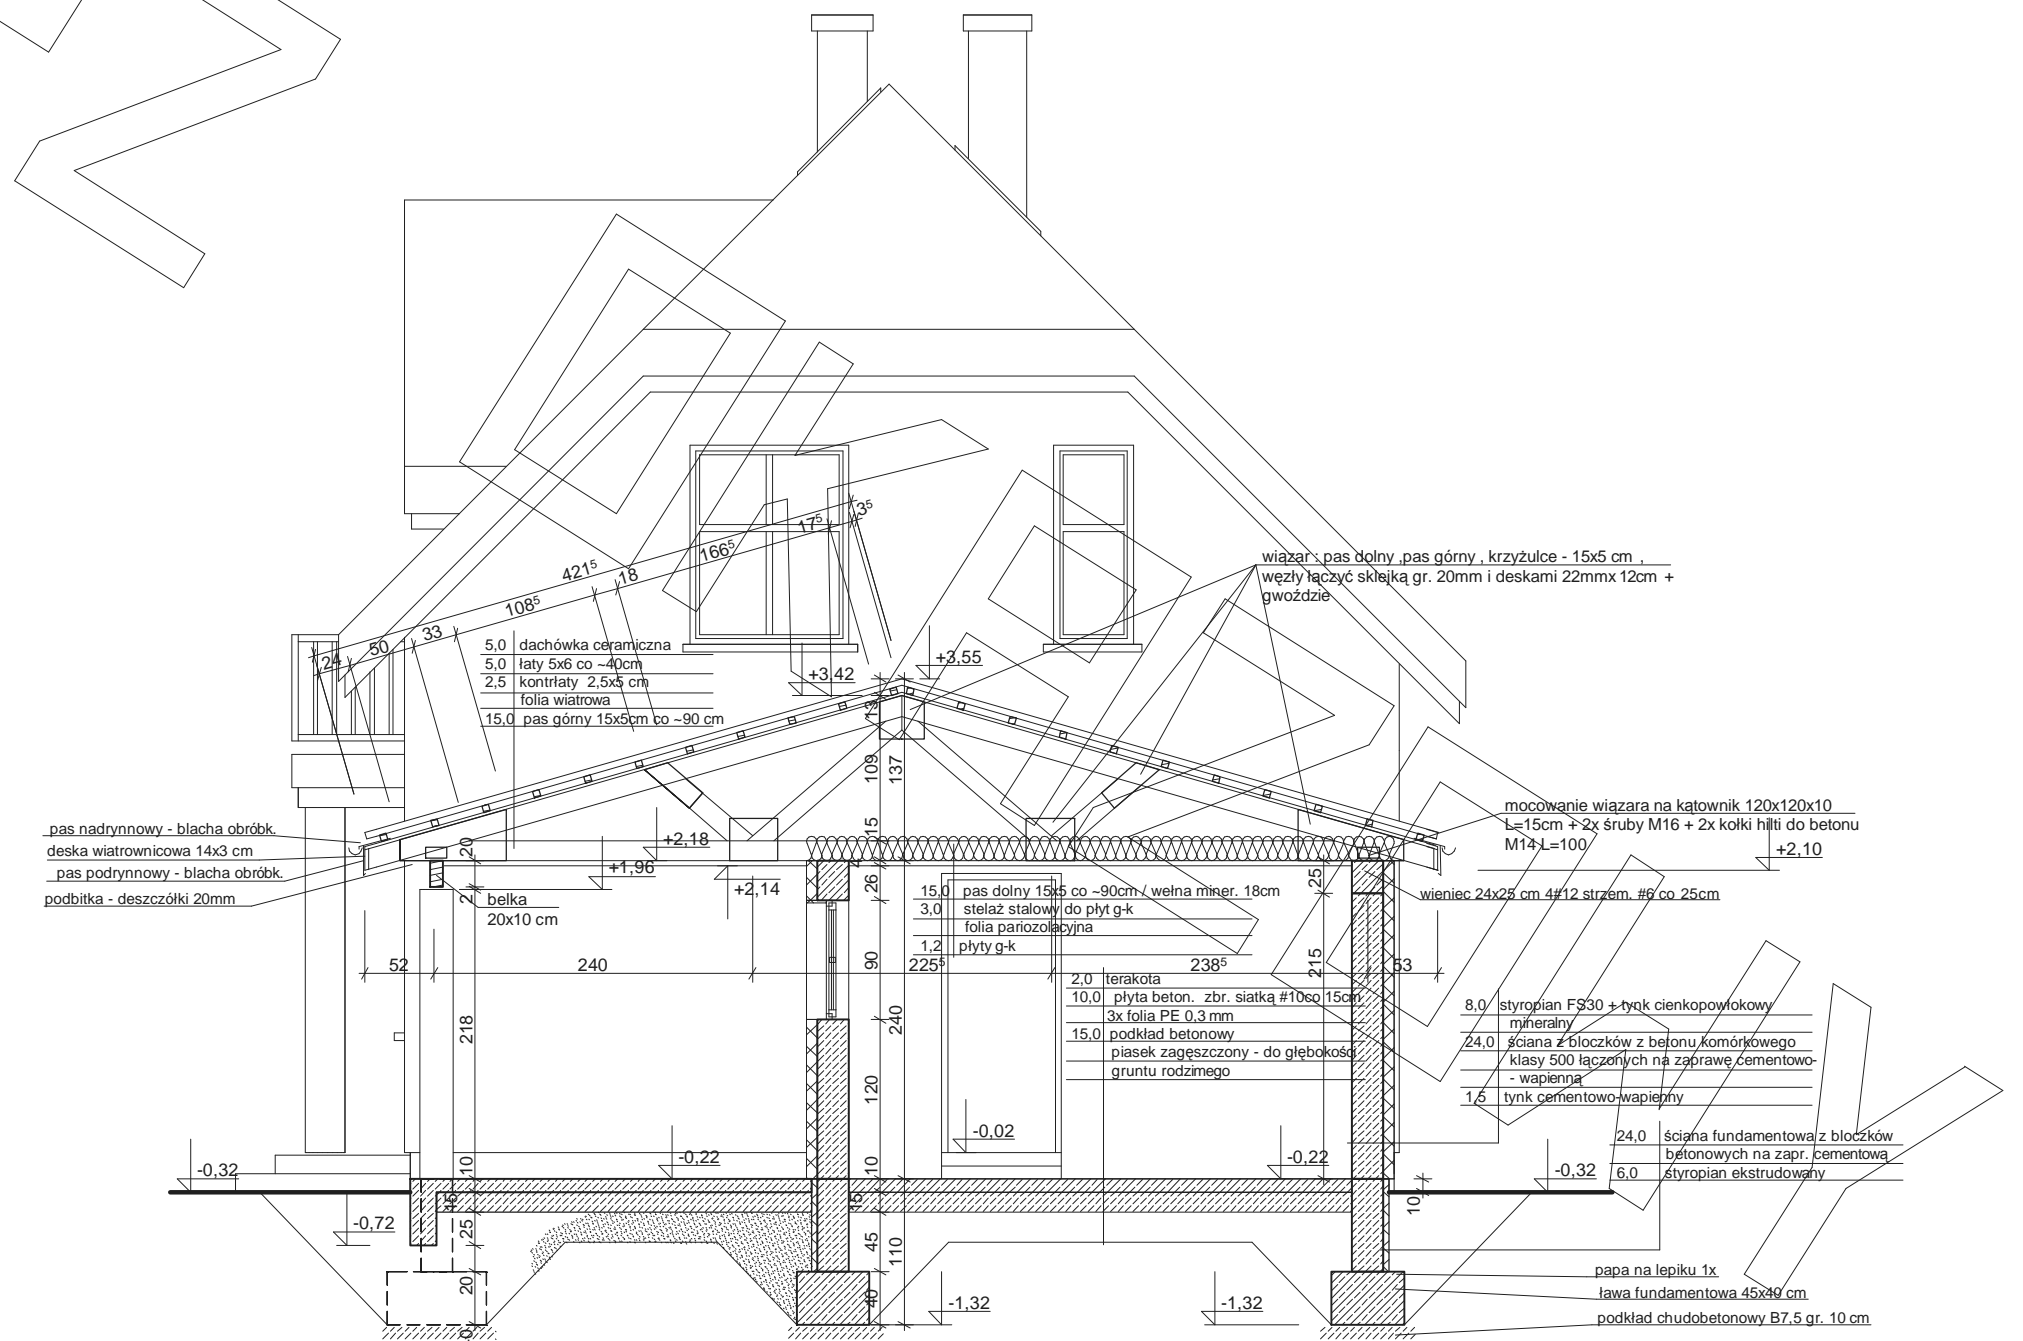 421⁵
3⁵
17⁵
166⁵
18
108⁵
33
50
24
wiązar : pas dolny ,pas górny , krzyżulce - 15x5 cm ,
węzły łączyć sklejką gr. 20mm i deskami 22mmx 12cm +
gwoździe
5,0 dachówka ceramiczna
5,0 łaty 5x6 co ~40cm
2,5 kontrłaty 2,5x5 cm
folia wiatrowa
15,0 pas górny 15x5cm co ~90 cm
+3,42
+3,55
13
109
137
15
mocowanie wiązara na kątownik 120x120x10
L=15cm + 2x śruby M16 + 2x kołki hilti do betonu
M14 L=100
+2,10
pas nadrynnowy - blacha obróbk.
deska wiatrownicowa 14x3 cm
pas podrynnowy - blacha obróbk.
podbitka - deszczółki 20mm
20
2
+2,18
+1,96
+2,14
4
26
25
belka
20x10 cm
wieniec 24x25 cm 4#12 strzem. #6 co 25cm
15,0 pas dolny 15x5 co ~90cm / wełna miner. 18cm
3,0 stelaż stalowy do płyt g-k
folia pariozolacyjna
1,2 płyty g-k
52
240
90
225⁵
238⁵
215
53
2,0 terakota
10,0 płyta beton. zbr. siatką #10co 15cm
3x folia PE 0,3 mm
15,0 podkład betonowy
piasek zagęszczony - do głębokości
gruntu rodzimego
8,0 styropian FS30 + tynk cienkopowłokowy
mineralny
24,0 ściana z bloczków z betonu komórkowego
klasy 500 łączonych na zaprawę cementowo-
- wapienną
1,5 tynk cementowo-wapienny
218
240
120
-0,02
24,0 ściana fundamentowa z bloczków
betonowych na zapr. cementową
6,0 styropian ekstrudowany
-0,32
10
-0,22
10
-0,22
-0,32
15
15
10
-0,72
25
45
110
20
40
-1,32
-1,32
papa na lepiku 1x
ława fundamentowa 45x40 cm
podkład chudobetonowy B7,5 gr. 10 cm